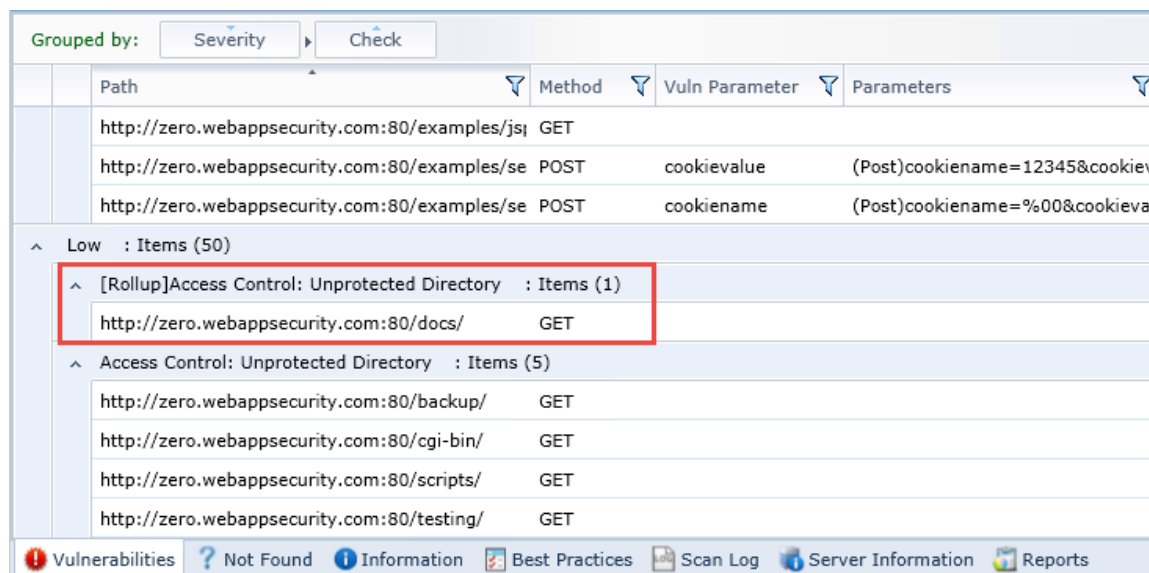 Grouped by: Severity Check
Path Method Vuln Parameter Parameters
http://zero.webappsecurity.com:80/examples/jsp GET
http://zero.webappsecurity.com:80/examples/se POST cookievalue (Post)cookiename=12345&cookiev
http://zero.webappsecurity.com:80/examples/se POST cookiename (Post)cookiename=%00&cookieva
Low : Items (50)
[Rollup]Access Control: Unprotected Directory : Items (1)
http://zero.webappsecurity.com:80/docs/ GET
Access Control: Unprotected Directory : Items (5)
http://zero.webappsecurity.com:80/backup/ GET
http://zero.webappsecurity.com:80/cgi-bin/ GET
http://zero.webappsecurity.com:80/scripts/ GET
http://zero.webappsecurity.com:80/testing/ GET
Vulnerabilities Not Found Information Best Practices Scan Log Server Information Reports